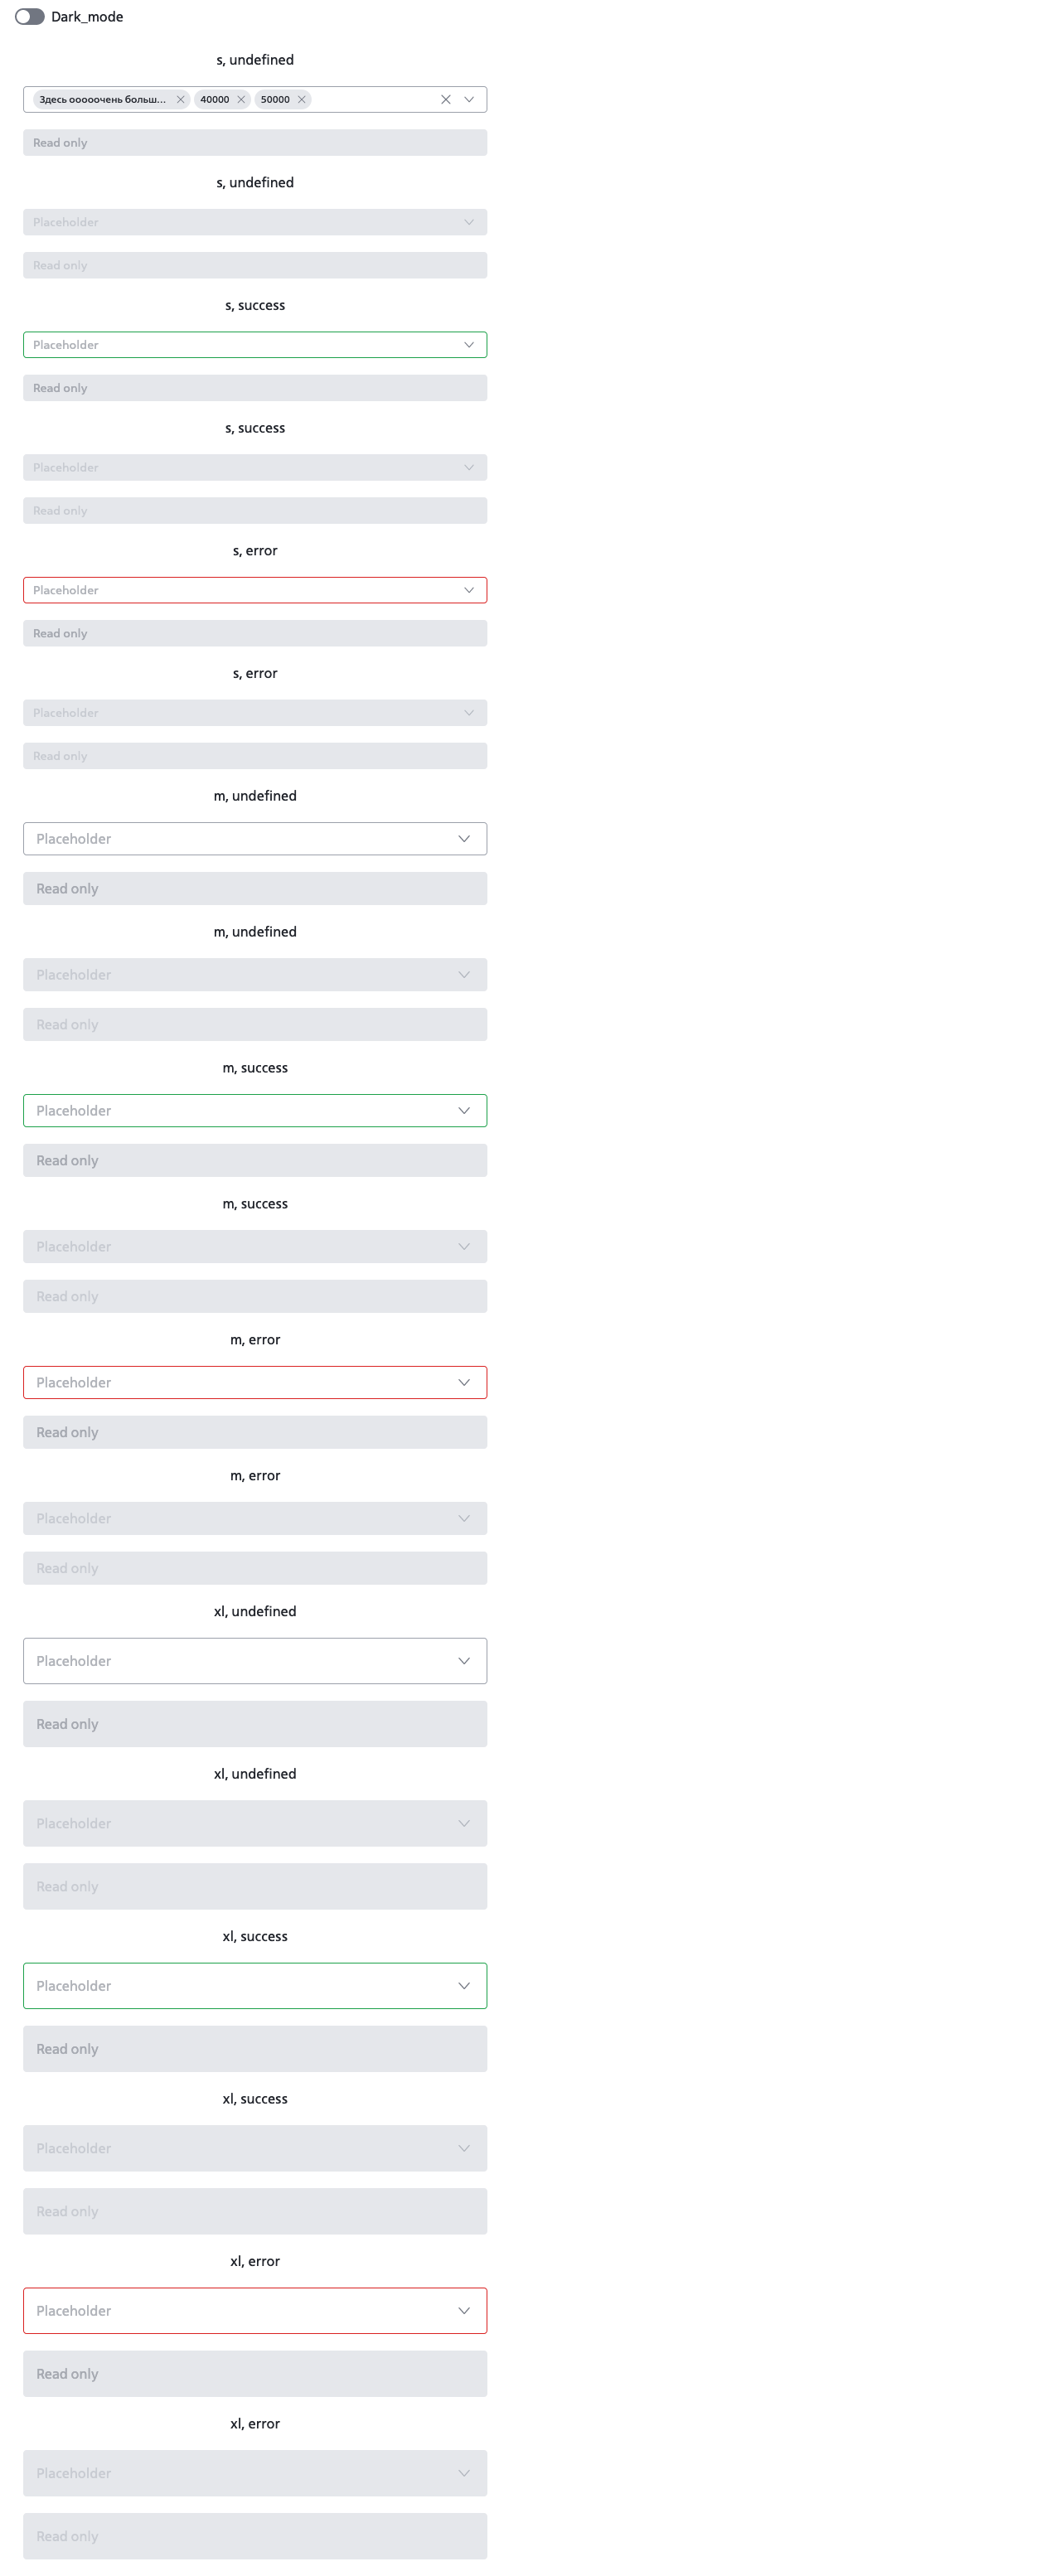 Dark_mode
s, undefined
Здесь ооооочень больш... 40000 50000
Read only
s, undefined
Placeholder
Read only
s, success
Placeholder
Read only
s, success
Placeholder
Read only
s, error
Placeholder
Read only
s, error
Placeholder
Read only
m, undefined
Placeholder
Read only
m, undefined
Placeholder
Read only
m, success
Placeholder
Read only
m, success
Placeholder
Read only
m, error
Placeholder
Read only
m, error
Placeholder
Read only
xl, undefined
Placeholder
Read only
xl, undefined
Placeholder
Read only
xl, success
Placeholder
Read only
xl, success
Placeholder
Read only
xl, error
Placeholder
Read only
xl, error
Placeholder
Read only